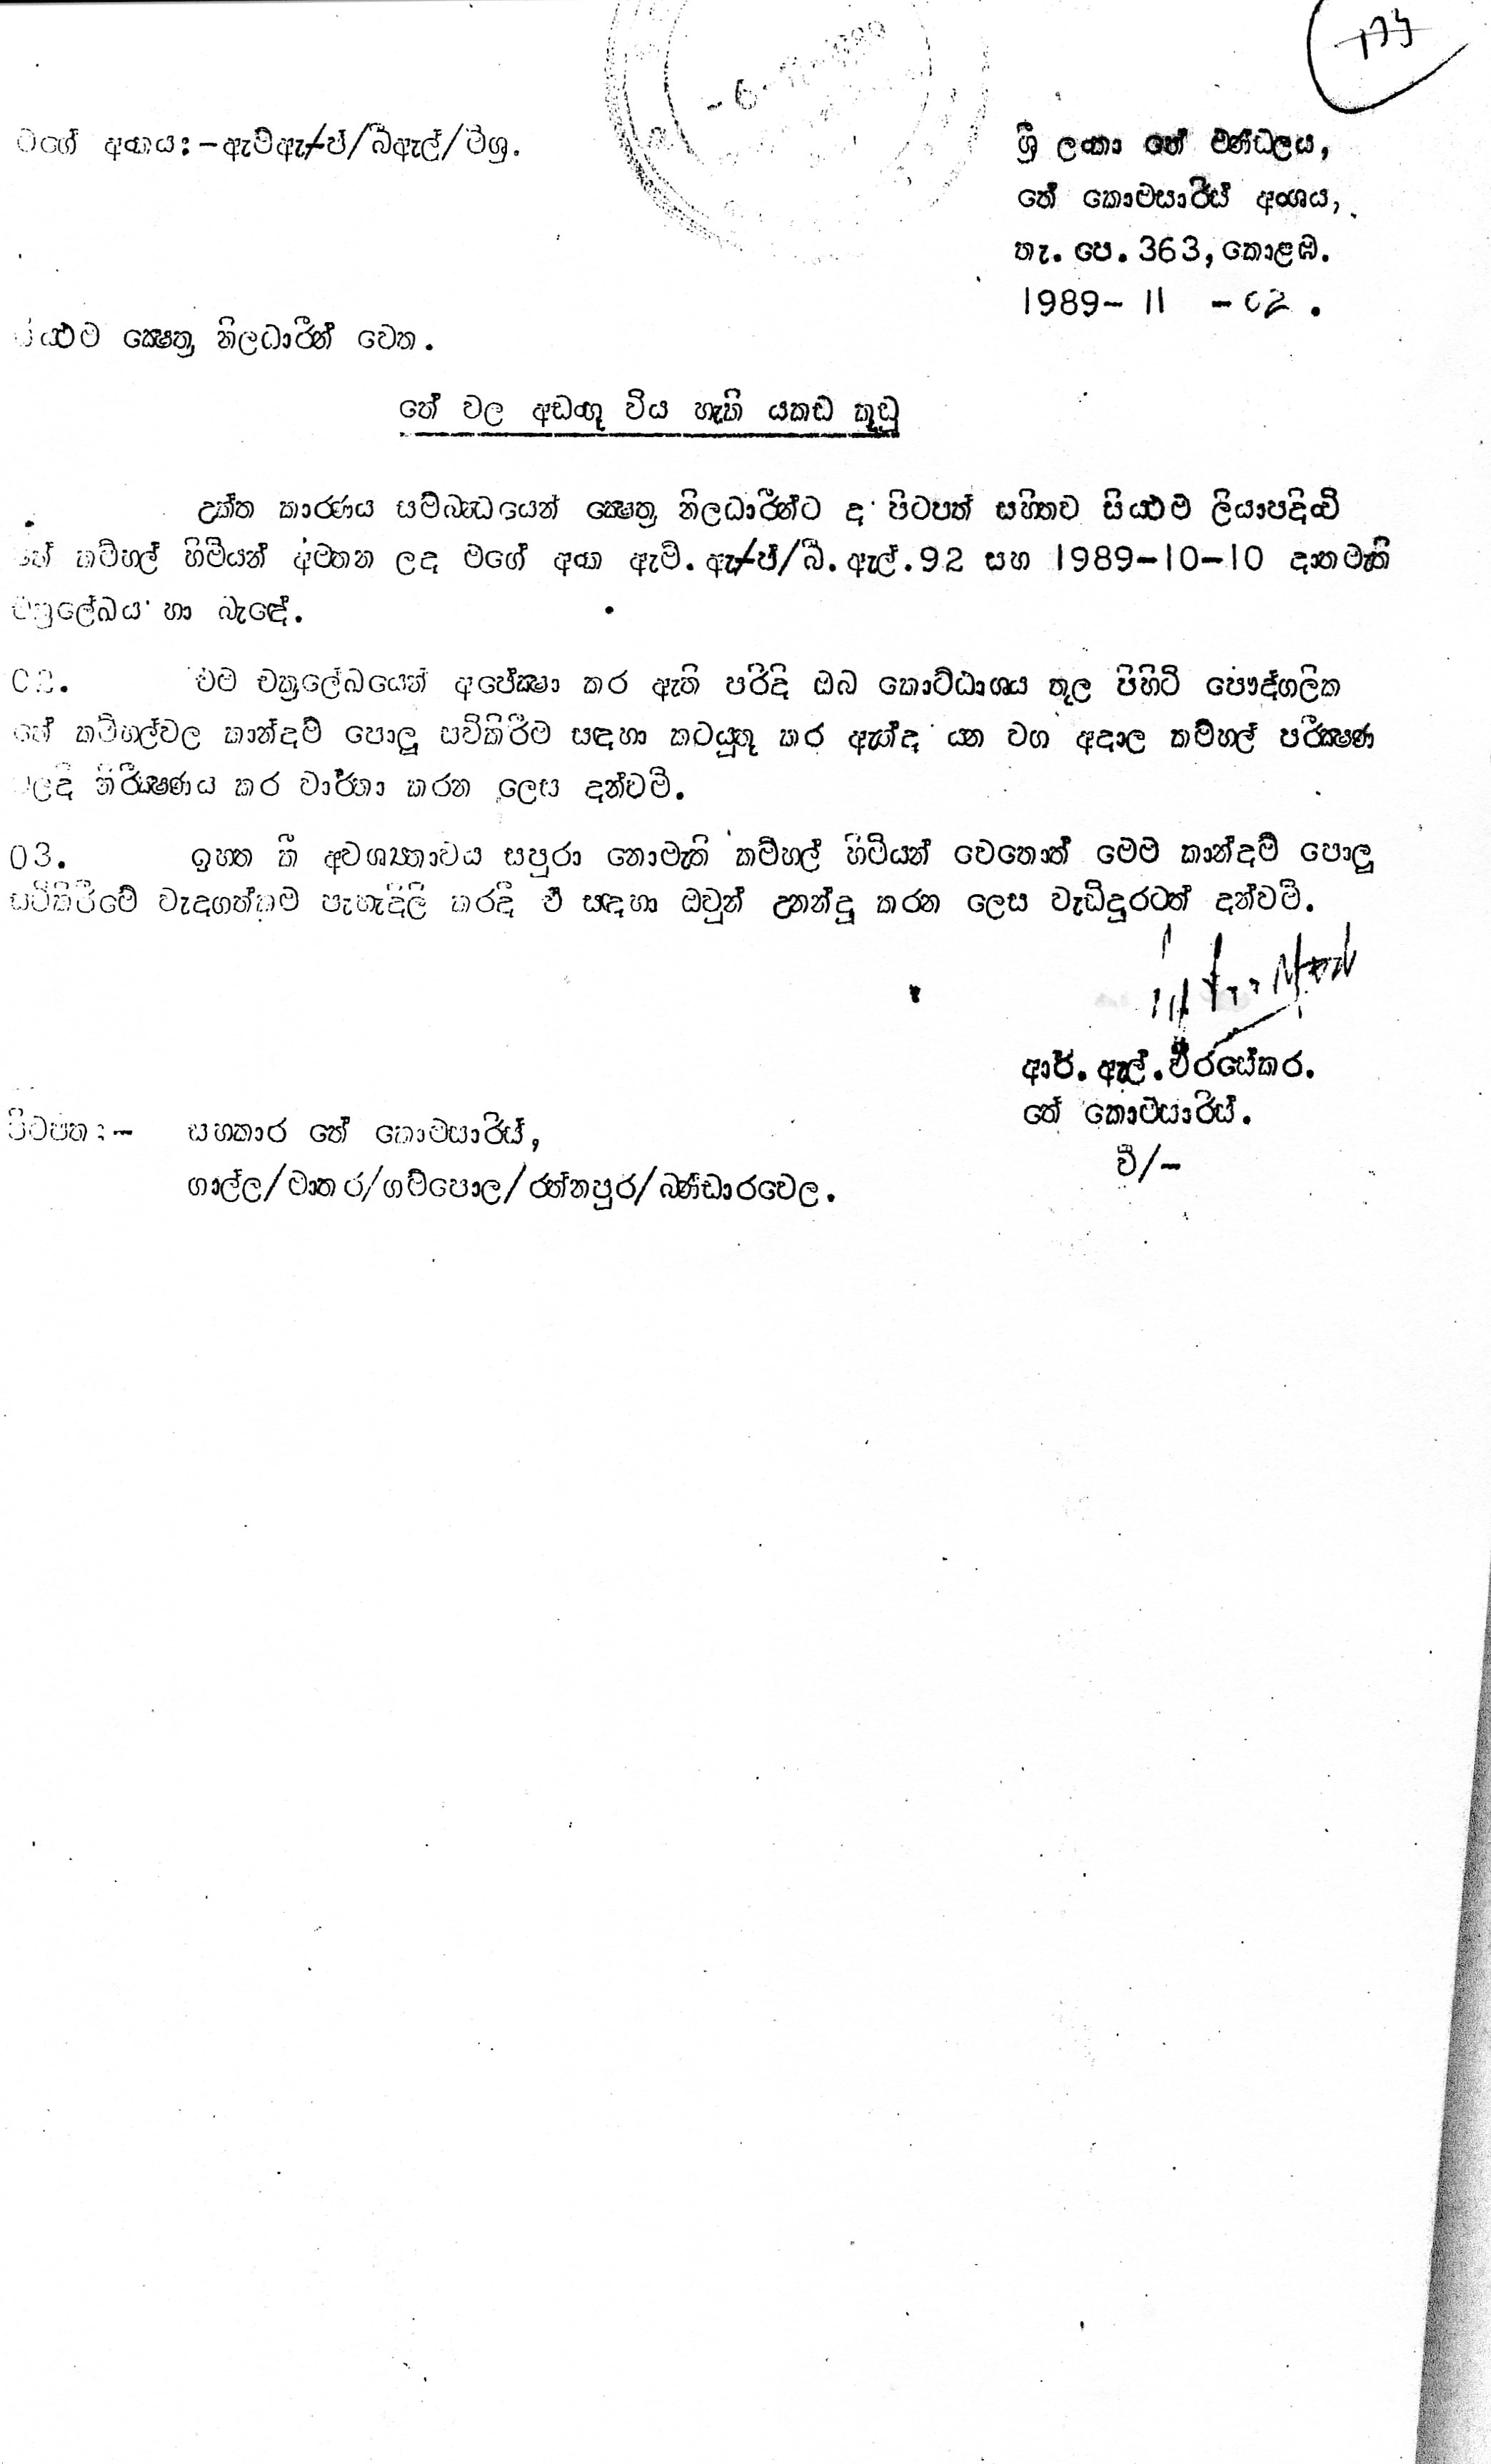 මගේ අංකය:-ඇම්ඇෆ්ප්/බීඇල්/මිශ්‍ර.
ශ්‍රී ලංකා තේ මණ්ඩලය,
තේ කොමසාරිස් අංශය,
තැ. පෙ. 363, කොළඹ.
1989- 11 -02.
සියළුම ක්‍ෂෙත්‍ර නිලධාරීන් වෙත.
තේ වල අඩංගු විය හැකි යකඩ කුඩු
උක්ත කාරණය සම්බන්‍ධයෙන් ක්‍ෂෙත්‍ර නිලධාරීන්ට ද පිටපත් සහිතව සියළුම ලියාපදිංචි
තේ කම්හල් හිමියන් අමතන ලද මගේ අංක ඇම්. ඇෆ්ප්/බී. ඇල්.92 සහ 1989-10-10 දාතමැති
චක්‍රලේඛය හා බැඳේ.
02. එම චක්‍රලේඛයෙන් අපේක්‍ෂා කර ඇති පරිදි ඔබ කොට්ඨාශය තුල පිහිටි පෞද්ගලික
තේ කම්හල්වල කාන්දම් පොලු සවිකිරීම සඳහා කටයුතු කර ඇත්ද යන වග අදාල කම්හල් පරීක්‍ෂණ
වලදී නිරීක්‍ෂණය කර වාර්තා කරන ලෙස දන්වමි.
03. ඉහත කී අවශ්‍යතාවය සපුරා නොමැති කම්හල් හිමියන් වෙතොත් මෙම කාන්දම් පොලු
සවිකිරීමේ වැදගත්කම පැහැදිලි කරදී ඒ සඳහා ඔවුන් උනන්දු කරන ලෙස වැඩිදුරටත් දන්වමි.
ආර්. ඇල්. වීරසේකර.
තේ කොමසාරිස්.
වී/-
පිටපත:- සහකාර තේ කොමසාරිස්,
ගාල්ල/මාතර/ගම්පොල/රත්නපුර/බණ්ඩාරවෙල.